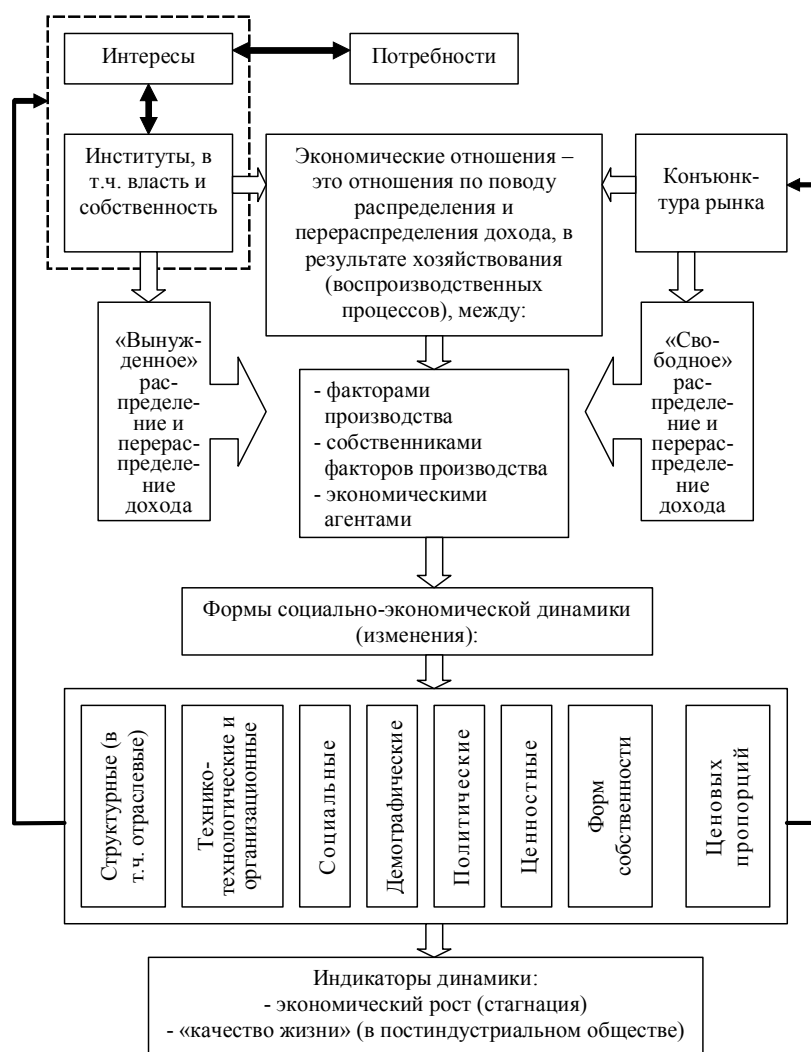 Интересы
Потребности
Институты, в
т.ч. власть и
собственность
Экономические отношения –
это отношения по поводу
распределения и
перераспределения дохода, в
результате хозяйствования
(воспроизводственных
процессов), между:
Конъюнк-
тура рынка
«Вынуж-
денное»
рас-
пределе-
ние и
перерас-
пределе-
ние
дохода
- факторами
производства
- собственниками
факторов производства
- экономическими
агентами
«Сво-
бодное»
рас-
пределе-
ние и
перерас-
пределе-
ние
дохода
Формы социально-экономической динамики
(изменения):
Структурные (в
т.ч. отраслевые)
Технико-
технологические и
организационные
Социальные
Демографические
Политические
Ценностные
Форм
собственности
Ценовых
пропорций
Индикаторы динамики:
- экономический рост (стагнация)
- «качество жизни» (в постиндустриальном обществе)